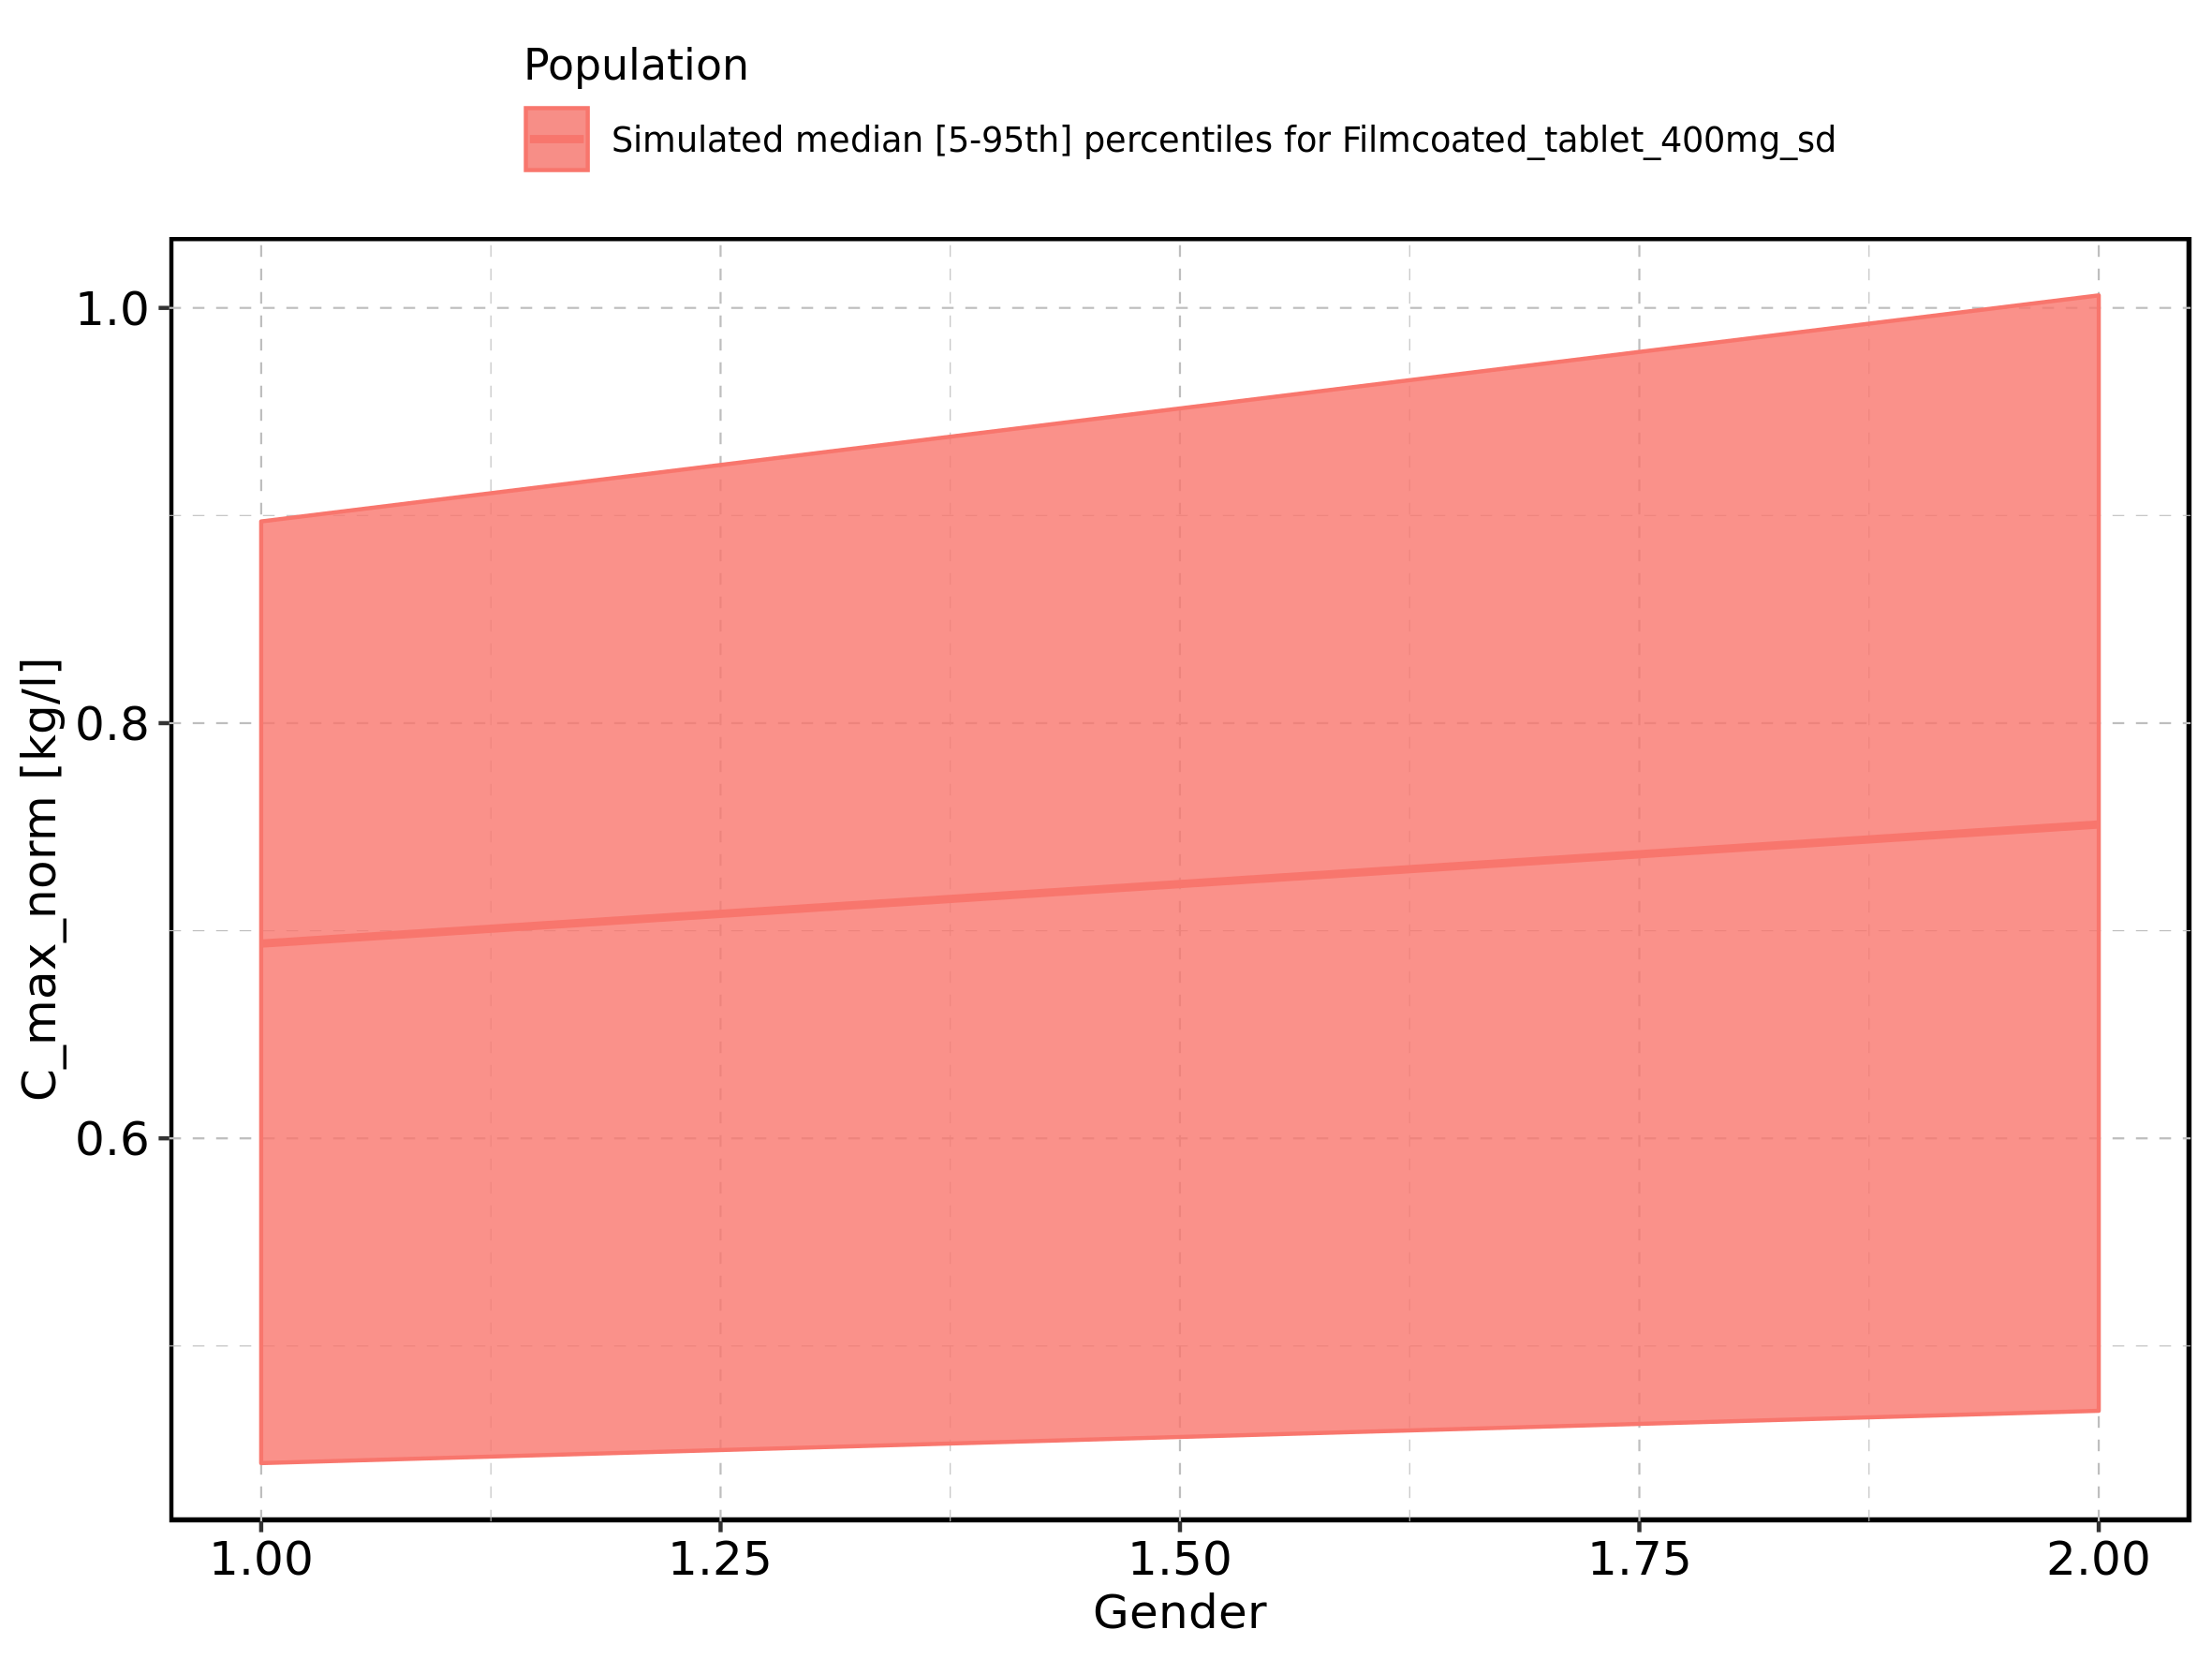 Population
Simulated median [5-95th] percentiles for Filmcoated_tablet_400mg_sd
C_max_norm [kg/l]
1.0
0.8
0.6
1.00 1.25 1.50 1.75 2.00
Gender